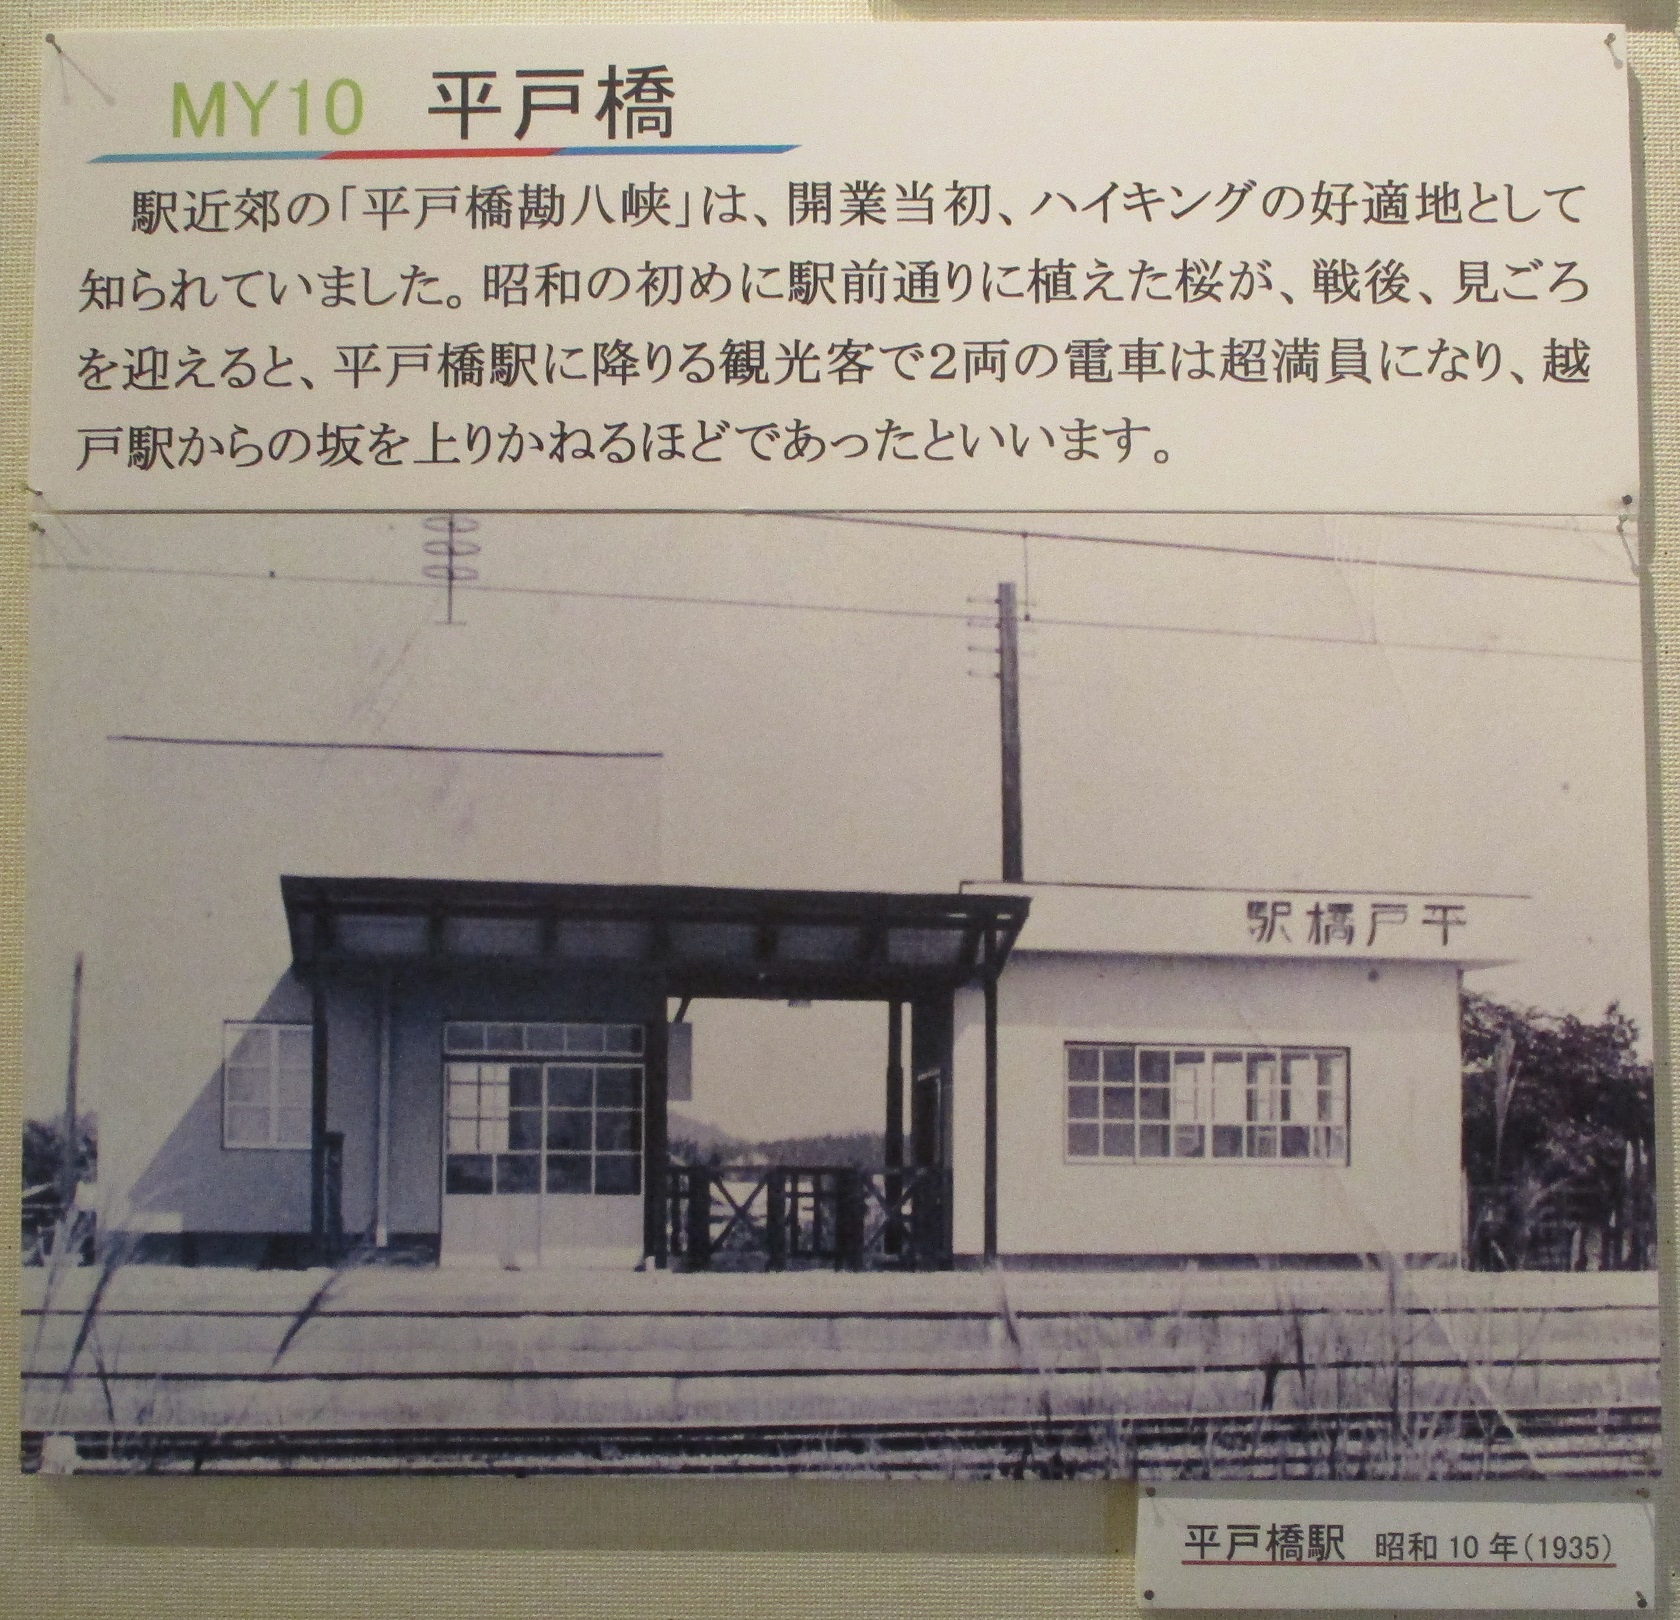 MY10 平戸橋
駅近郊の「平戸橋勘八峡」は、開業当初、ハイキングの好適地として
知られていました。昭和の初めに駅前通りに植えた桜が、戦後、見ごろ
を迎えると、平戸橋駅に降りる観光客で2両の電車は超満員になり、越
戸駅からの坂を上りかねるほどであったといいます。
駅橋戸平
平戸橋駅 昭和10年(1935)